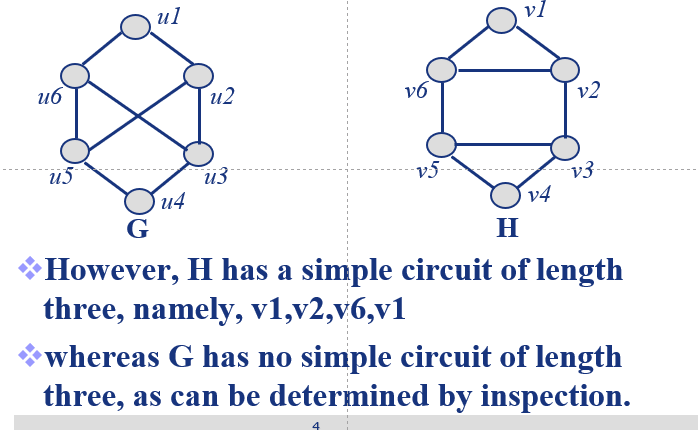 u1
v1
u6
u2
v6
v2
u5
u3
v5
v3
u4
v4
G
H
However, H has a simple circuit of length
three, namely, v1,v2,v6,v1
whereas G has no simple circuit of length
three, as can be determined by inspection.
4